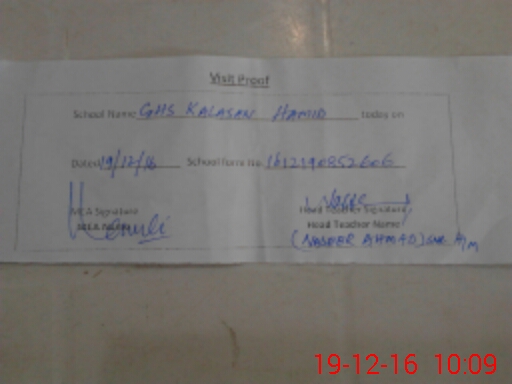 Visit Proof
School Name GHS KALASAN HAMID today on
Dated 19/12/16 School form No. 161219085260G
MEA Signature Head Teacher Signature
MEA Name Head Teacher Name
(NASEER AHMAD)
19-12-16 10:09